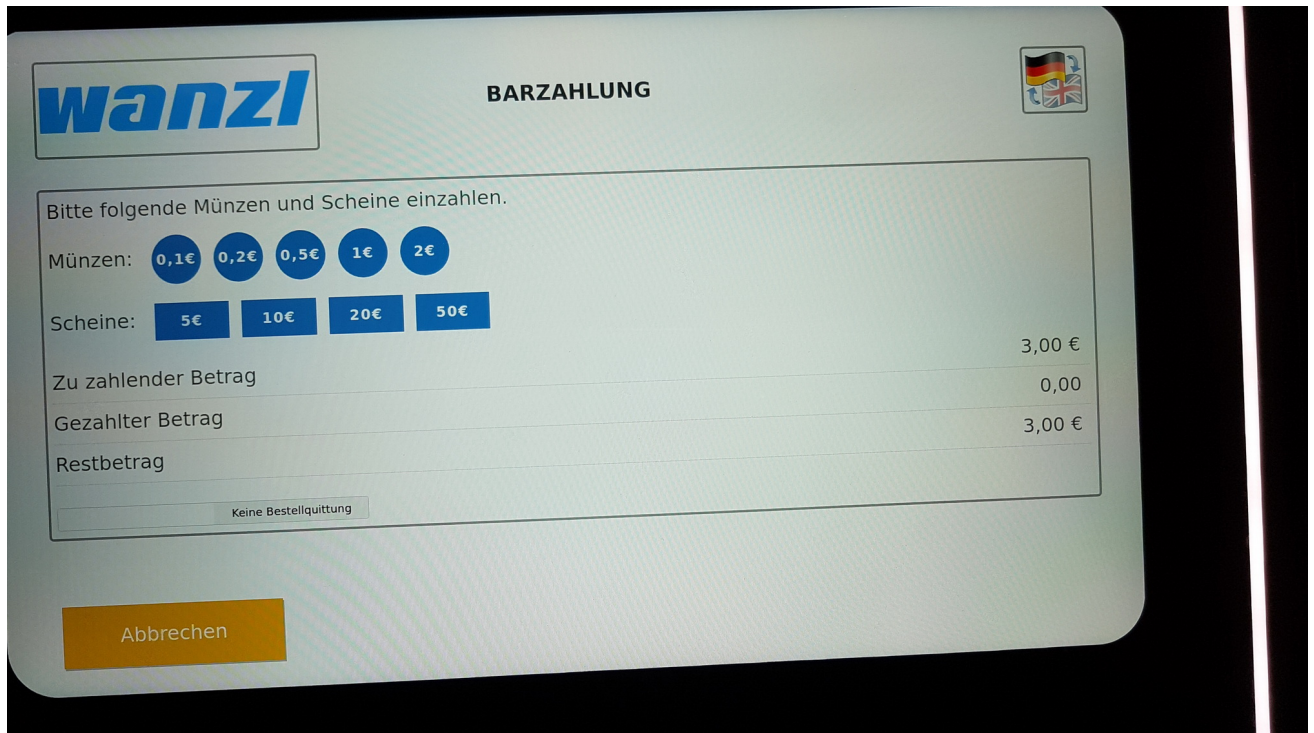 wanzl
BARZAHLUNG
Bitte folgende Münzen und Scheine einzahlen.
Münzen: 0,1€ 0,2€ 0,5€ 1€ 2€
Scheine: 5€ 10€ 20€ 50€
Zu zahlender Betrag 3,00 €
Gezahlter Betrag 0,00
Restbetrag 3,00 €
Keine Bestellquittung
Abbrechen